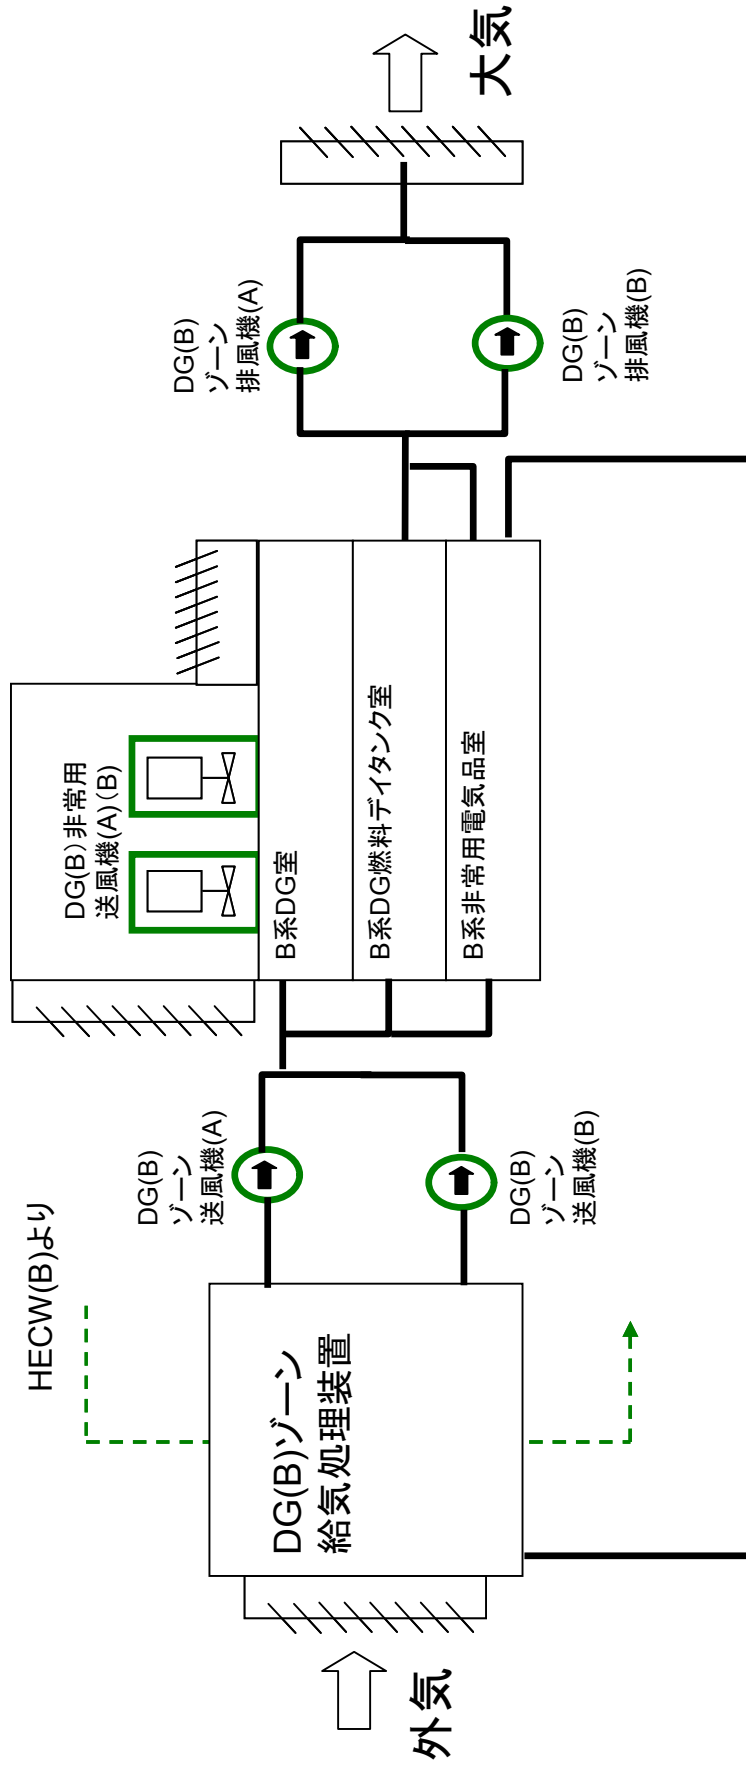 外気
DG(B)ゾーン
給気処理装置
HECW(B)より
DG(B)
ゾーン
送風機(A)
DG(B)
ゾーン
送風機(B)
DG(B)非常用
送風機(A)(B)
B系DG室
B系DG燃料デイタンク室
B系非常用電気品室
DG(B)
ゾーン
排風機(A)
DG(B)
ゾーン
排風機(B)
大気